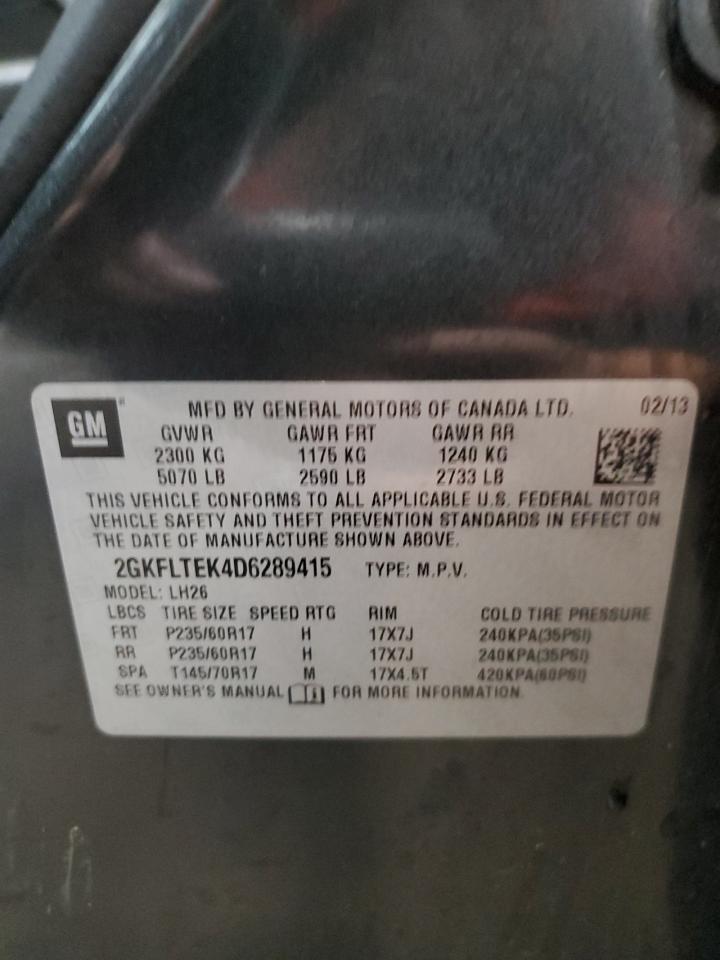 GM
MFD BY GENERAL MOTORS OF CANADA LTD. 02/13
GVWR GAWR FRT GAWR RR
2300 KG 1175 KG 1240 KG
5070 LB 2590 LB 2733 LB
THIS VEHICLE CONFORMS TO ALL APPLICABLE U.S. FEDERAL MOTOR
VEHICLE SAFETY AND THEFT PREVENTION STANDARDS IN EFFECT ON
THE DATE OF MANUFACTURE SHOWN ABOVE.
2GKFLTEK4D6289415 TYPE: M.P.V.
MODEL: LH26
LBCS TIRE SIZE SPEED RTG RIM COLD TIRE PRESSURE
FRT P235/60R17 H 17X7J 240KPA(35PSI)
RR P235/60R17 H 17X7J 240KPA(35PSI)
SPA T145/70R17 M 17X4.5T 420KPA(60PSI)
SEE OWNER'S MANUAL FOR MORE INFORMATION.